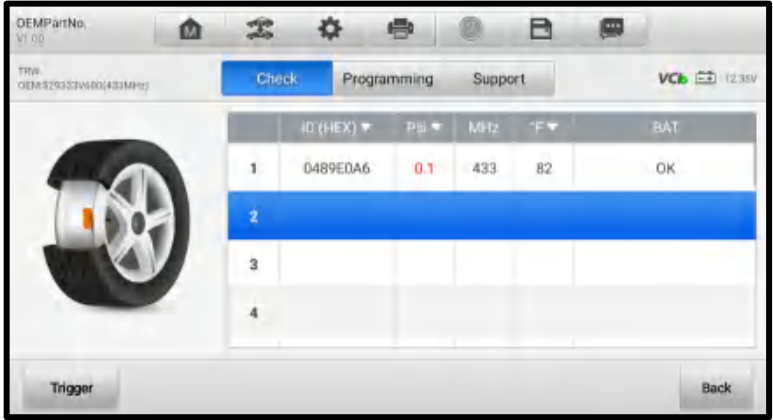 OEMPartNo.
V1.00
M
TRW
Check Programming Support VCI 12.35V
ID (HEX) ▼ Psi ▼ MHz °F ▼ BAT
1 0489E0A6 0.1 433 82 OK
2
3
4
Trigger Back